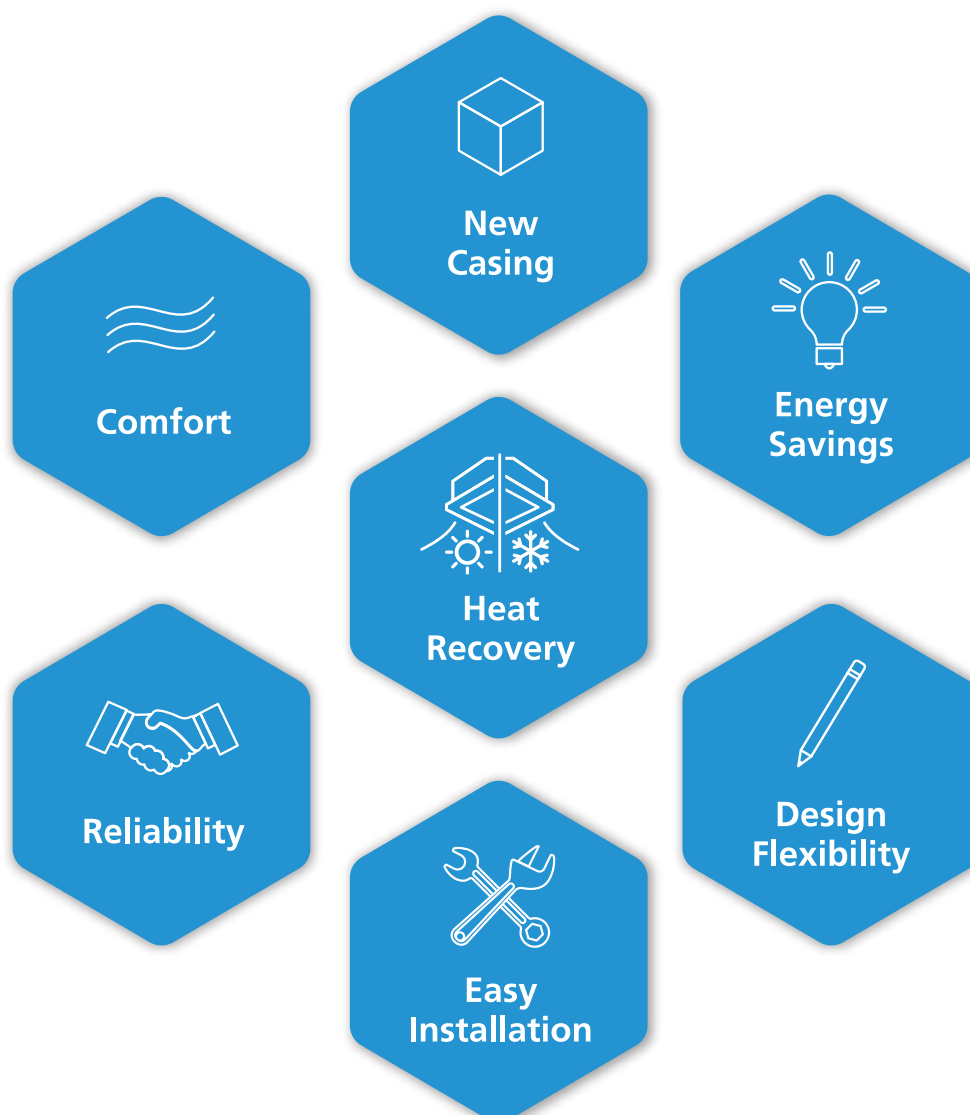 New
Casing
Comfort
Energy
Savings
Heat
Recovery
Reliability
Design
Flexibility
Easy
Installation